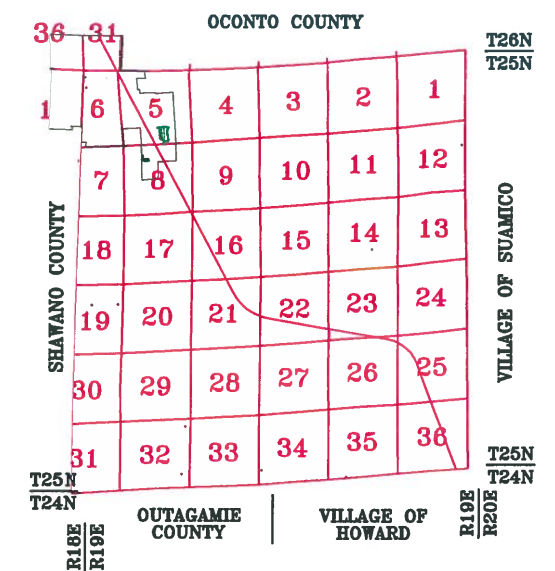 OCONTO COUNTY
36 31
T26N
T25N
1 6 5 4 3 2 1
7 8 9 10 11 12
18 17 16 15 14 13
19 20 21 22 23 24
30 29 28 27 26 25
31 32 33 34 35 36
SHAWANO COUNTY
VILLAGE OF SUAMICO
T25N
T24N
T25N
T24N
R18E
R19E
OUTAGAMIE
COUNTY
VILLAGE OF
HOWARD
R19E
R20E